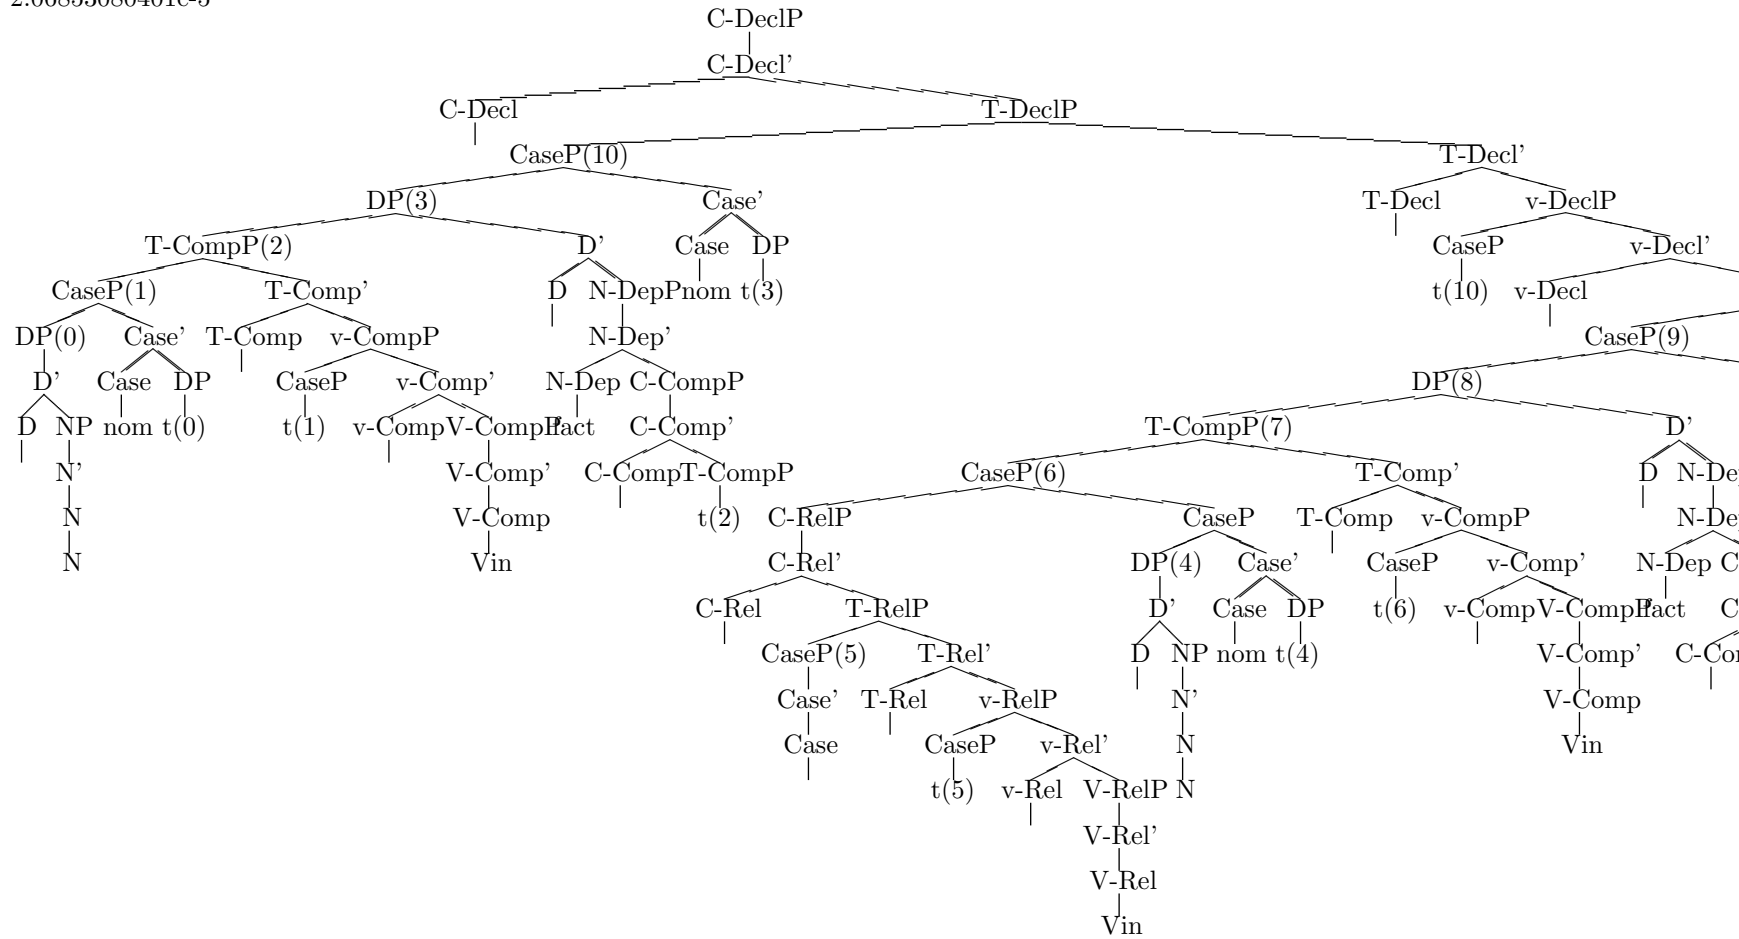 C-DeclP
C-Decl'
C-Decl T-DeclP
CaseP(10) T-Decl'
DP(3) Case' T-Decl v-DeclP
T-CompP(2) D' Case DP CaseP v-Decl'
CaseP(1) T-Comp' D N-DepP nom t(3) t(10) v-Decl
DP(0) Case' T-Comp v-CompP N-Dep' CaseP(9)
D' Case DP CaseP v-Comp' N-Dep C-CompP DP(8)
D NP nom t(0) t(1) v-Comp V-CompP fact C-Comp' T-CompP(7) D'
N' V-Comp' C-Comp T-CompP CaseP(6) T-Comp' D
N V-Comp t(2) C-RelP CaseP T-Comp v-CompP
N Vin C-Rel' DP(4) Case' CaseP v-Comp' N-Dep
C-Rel T-RelP D' Case DP t(6) v-Comp V-CompP fact
CaseP(5) T-Rel' D NP nom t(4) V-Comp'
Case' T-Rel v-RelP N' V-Comp
Case CaseP v-Rel' N Vin
t(5) v-Rel V-RelP N
V-Rel'
V-Rel
Vin